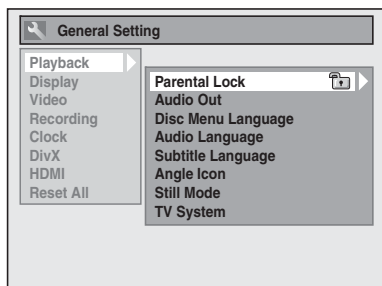 General Setting
Playback
Display
Video
Recording
Clock
DivX
HDMI
Reset All
Parental Lock
Audio Out
Disc Menu Language
Audio Language
Subtitle Language
Angle Icon
Still Mode
TV System